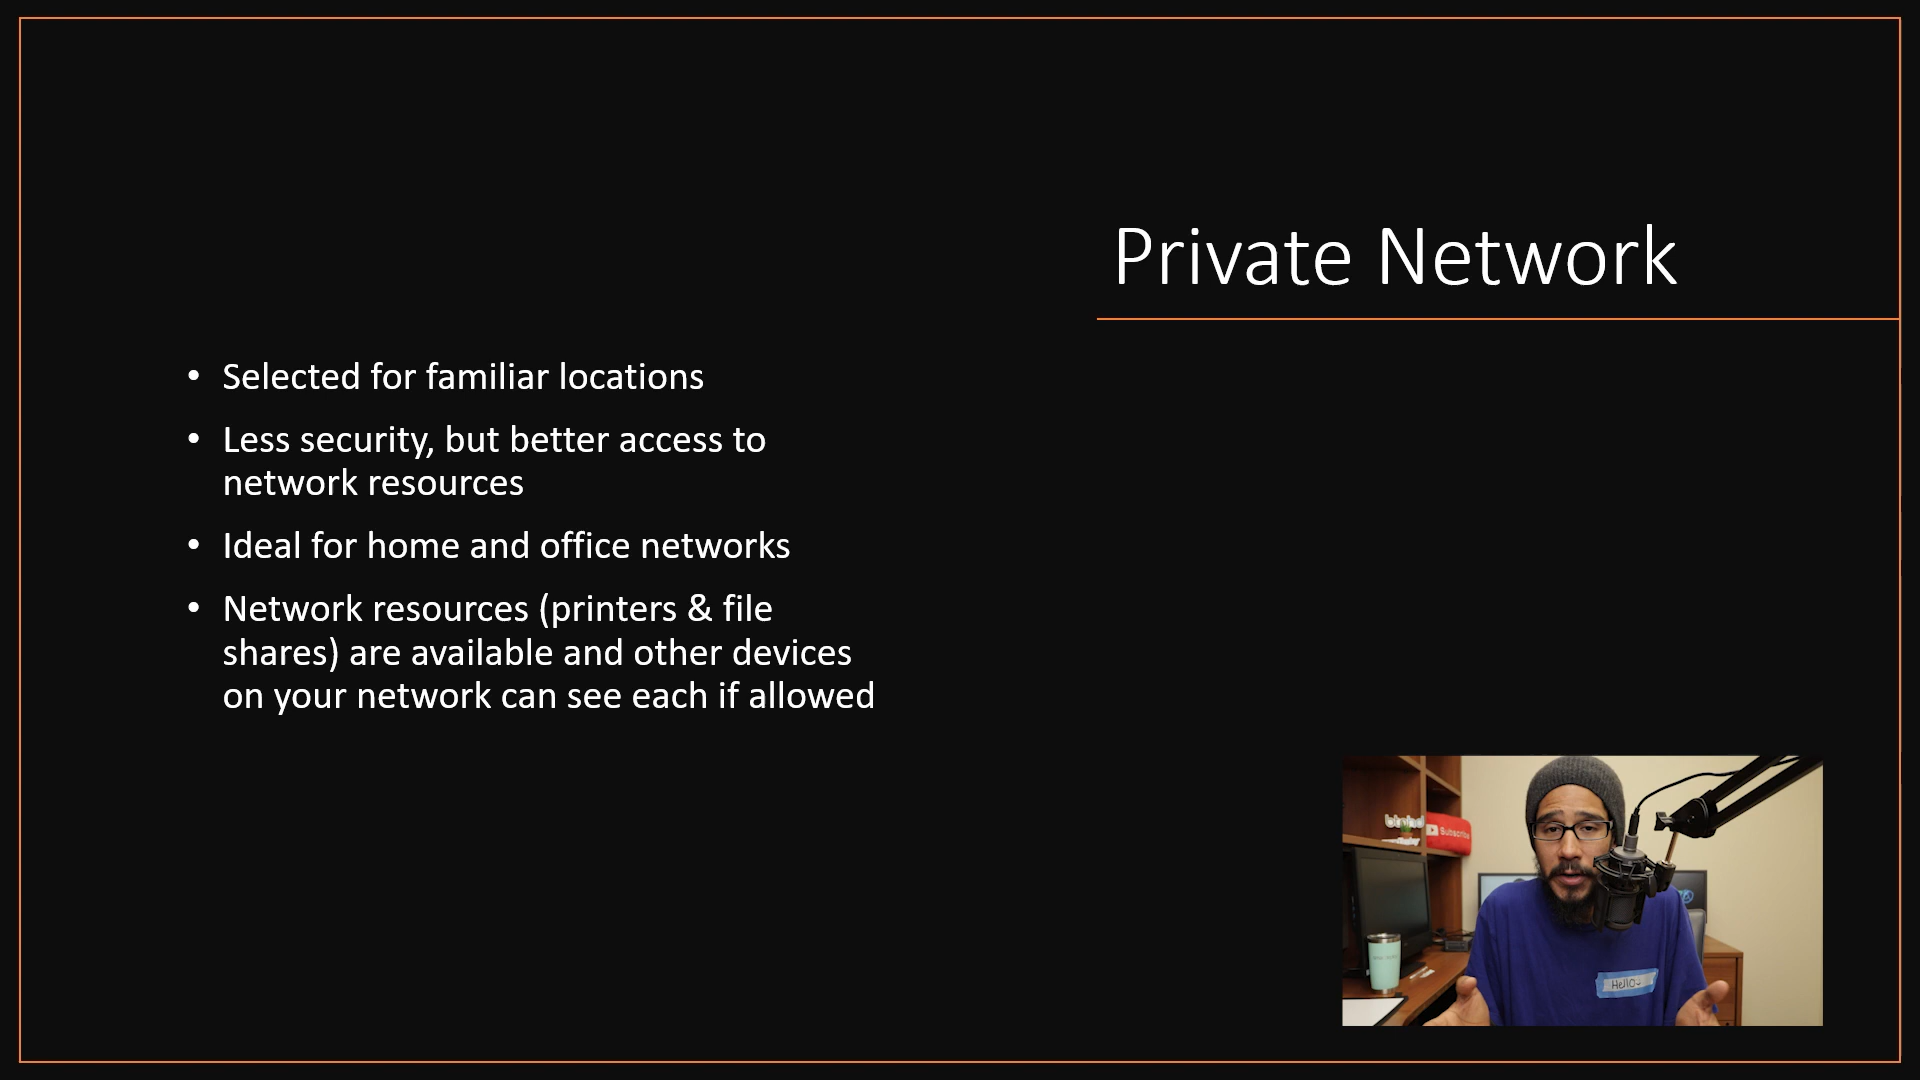 Private Network
• Selected for familiar locations
• Less security, but better access to
network resources
• Ideal for home and office networks
• Network resources (printers & file
shares) are available and other devices
on your network can see each if allowed
Subscribe
Hello